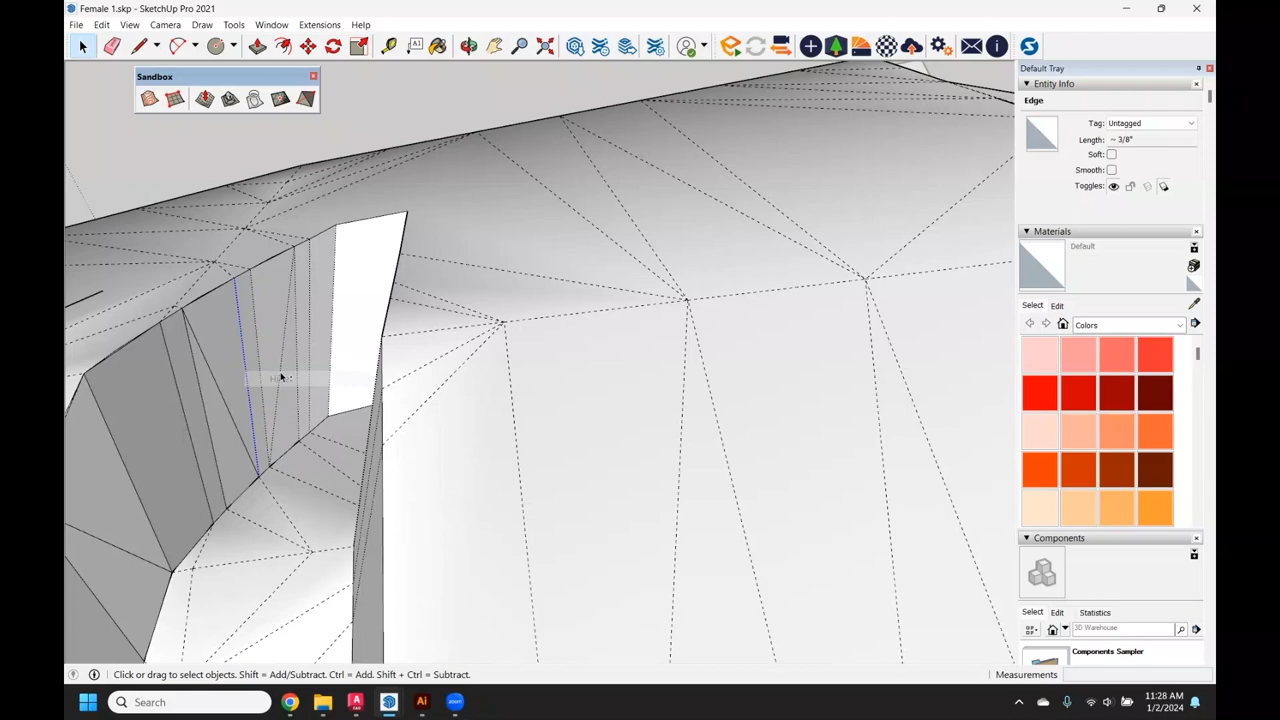 Female 1.skp - SketchUp Pro 2021
File Edit View Camera Draw Tools Window Extensions Help
Sandbox
Default Tray
Entity Info
Edge
Tag: Untagged
Length: ~ 3/8"
Soft:
Smooth:
Toggles:
Materials
Default
Select Edit
Colors
Components
Select Edit Statistics
3D Warehouse
Components Sampler
Click or drag to select objects. Shift = Add/Subtract. Ctrl = Add. Shift + Ctrl = Subtract.
Measurements
Search
11:28 AM
1/2/2024